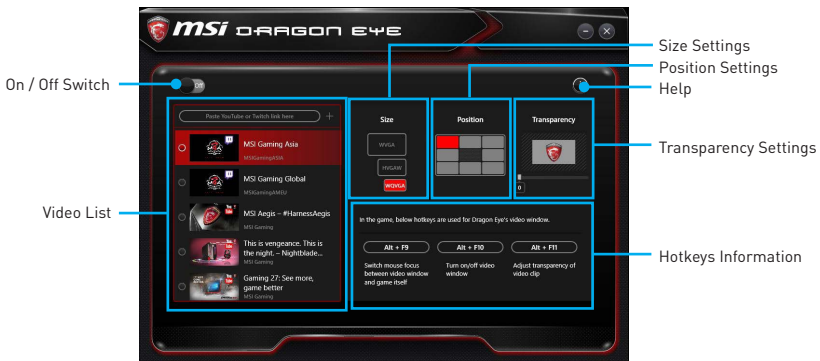 msi DRAGON EYE
Size Settings
Position Settings
Help
On / Off Switch
Off
Paste YouTube or Twitch link here +
MSI Gaming Asia
MSIGamingASIA
MSI Gaming Global
MSIGamingAMEU
MSI Aegis – #HarnessAegis
MSI Gaming
This is vengeance. This is
the night. – Nightblade...
MSI Gaming
Gaming 27: See more,
game better
MSI Gaming
Video List
Size
WVGA
HVGAW
WQVGA
Position
Transparency
0
Transparency Settings
In the game, below hotkeys are used for Dragon Eye's video window.
Alt + F9
Switch mouse focus
between video window
and game itself
Alt + F10
Turn on/off video
window
Alt + F11
Adjust transparency of
video clip
Hotkeys Information